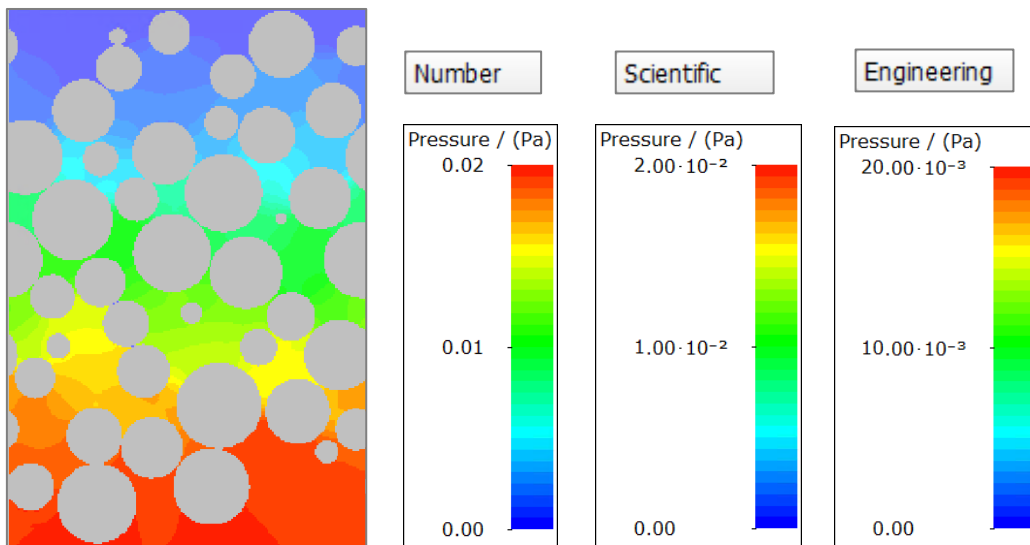 Number
Scientific
Engineering
Pressure / (Pa)
0.02
0.01
0.00
Pressure / (Pa)
2.00·10⁻²
1.00·10⁻²
0.00
Pressure / (Pa)
20.00·10⁻³
10.00·10⁻³
0.00